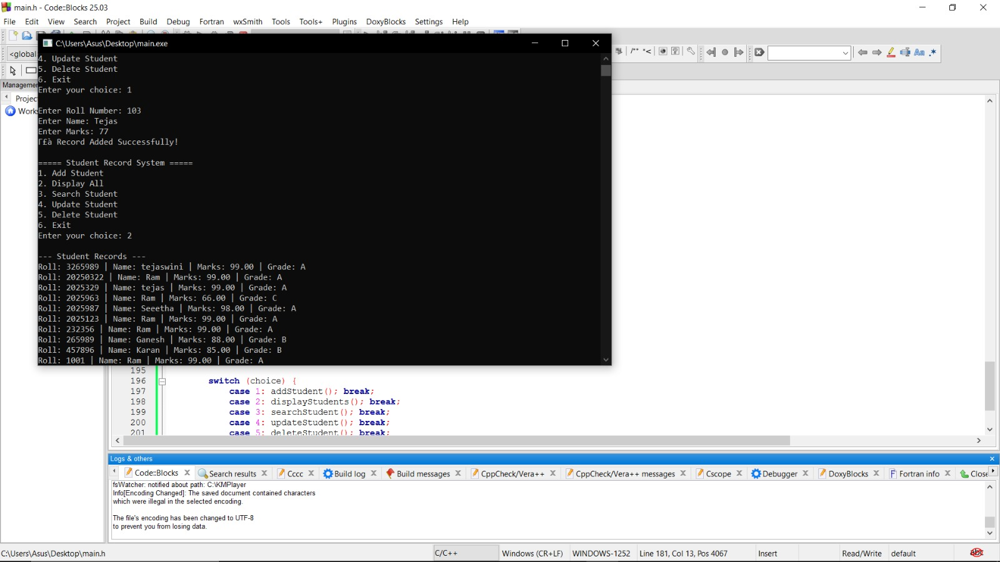 main.h - Code::Blocks 25.03
File Edit View Search Project Build Debug Fortran wxSmith Tools Tools+ Plugins DoxyBlocks Settings Help
C:\Users\Asus\Desktop\main.exe
<global
Managemen
Projec
Work
4. Update Student
5. Delete Student
6. Exit
Enter your choice: 1
Enter Roll Number: 103
Enter Name: Tejas
Enter Marks: 77
Record Added Successfully!
===== Student Record System =====
1. Add Student
2. Display All
3. Search Student
4. Update Student
5. Delete Student
6. Exit
Enter your choice: 2
--- Student Records ---
Roll: 3265989 | Name: tejaswini | Marks: 99.00 | Grade: A
Roll: 20250322 | Name: Ram | Marks: 99.00 | Grade: A
Roll: 2025329 | Name: tejas | Marks: 99.00 | Grade: A
Roll: 2025963 | Name: Ram | Marks: 66.00 | Grade: C
Roll: 2025987 | Name: Seeetha | Marks: 98.00 | Grade: A
Roll: 2025123 | Name: Ram | Marks: 99.00 | Grade: A
Roll: 232356 | Name: Ram | Marks: 99.00 | Grade: A
Roll: 265989 | Name: Ganesh | Marks: 88.00 | Grade: B
Roll: 457896 | Name: Karan | Marks: 85.00 | Grade: B
Roll: 1001 | Name: Ram | Marks: 99.00 | Grade: A
195
196 switch (choice) {
197 case 1: addStudent(); break;
198 case 2: displayStudents(); break;
199 case 3: searchStudent(); break;
200 case 4: updateStudent(); break;
201 case 5: deleteStudent(); break;
Logs & others
Code::Blocks Search results Cccc Build log Build messages CppCheck/Vera++ CppCheck/Vera++ messages Cscope Debugger DoxyBlocks Fortran info Close
fsWatcher: notified about path: C:\KMPlayer
Info[Encoding Changed]: The saved document contained characters
which were illegal in the selected encoding.
The file's encoding has been changed to UTF-8
to prevent you from losing data.
C:\Users\Asus\Desktop\main.h C/C++ Windows (CR+LF) WINDOWS-1252 Line 181, Col 13, Pos 4067 Insert Read/Write default abc